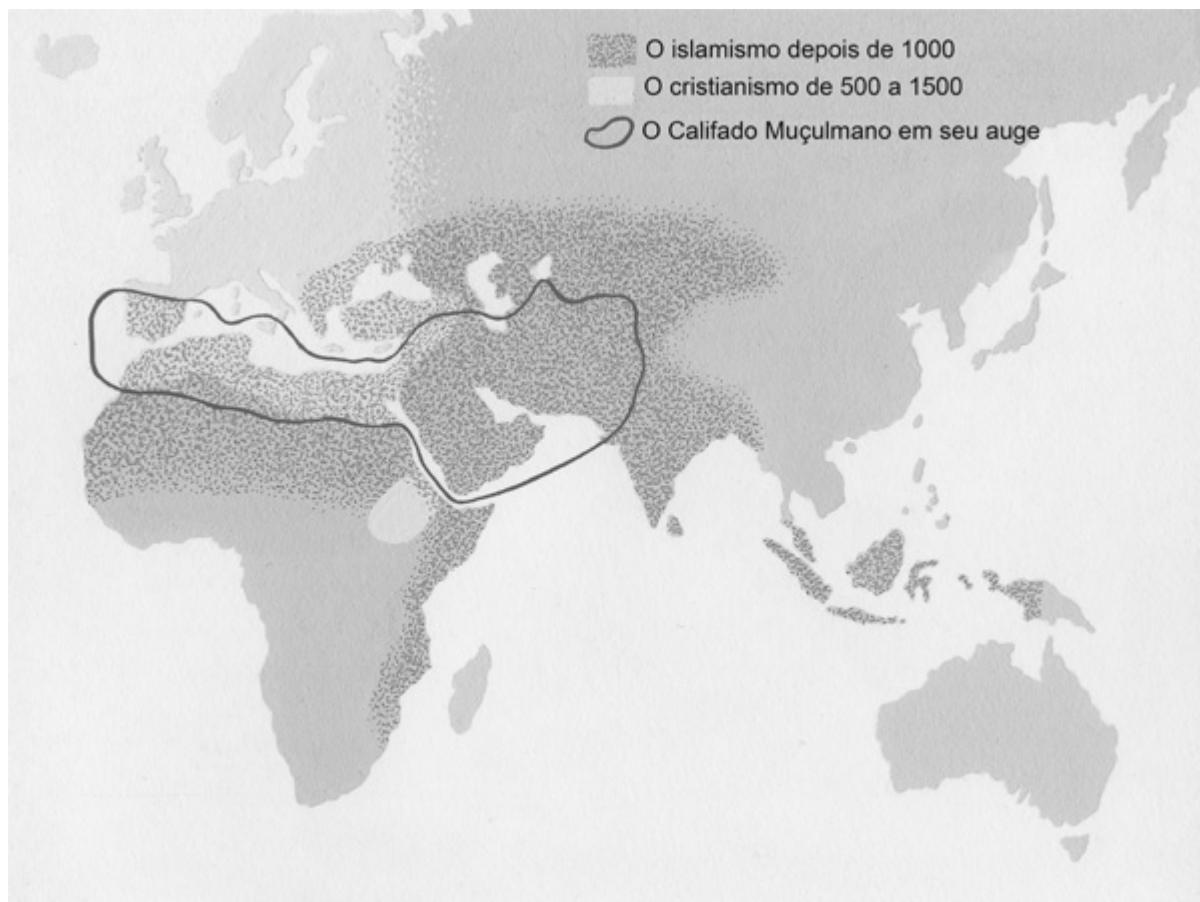 O islamismo depois de 1000
O cristianismo de 500 a 1500
O Califado Muçulmano em seu auge